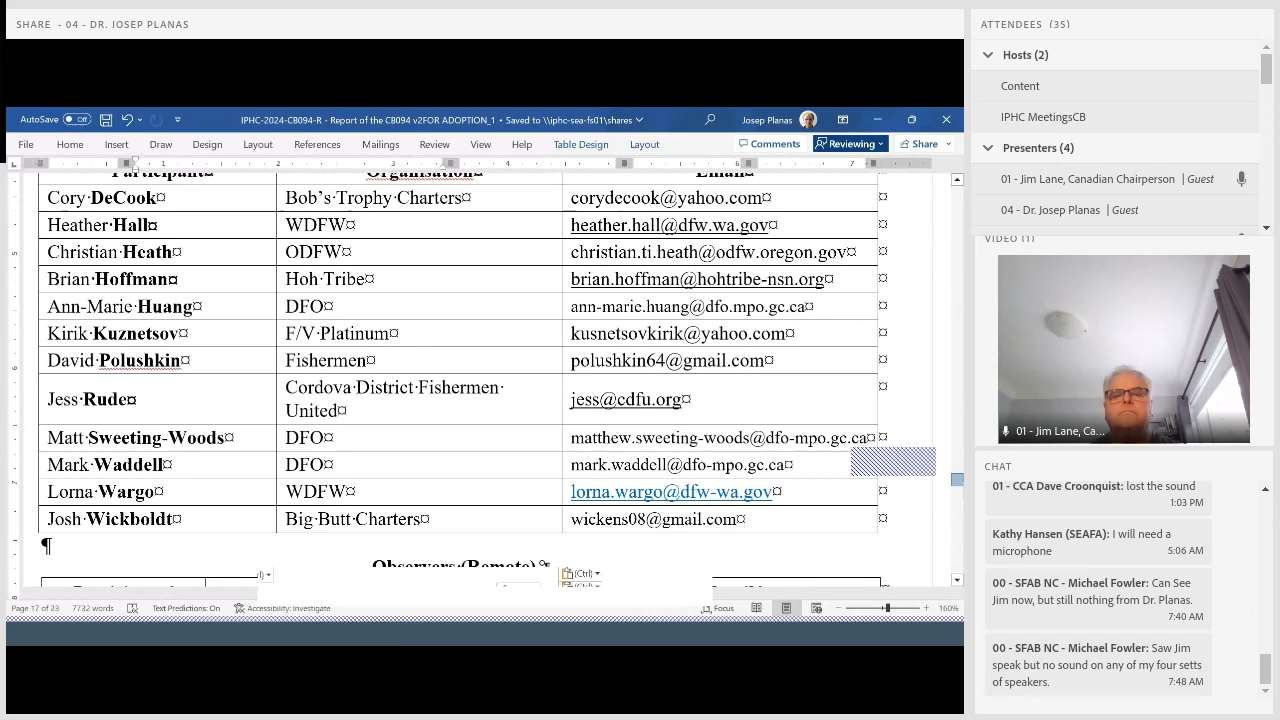 SHARE - 04 - DR. JOSEP PLANAS
AutoSave Off
IPHC-2024-CB094-R - Report of the CB094 v2FOR ADOPTION_1 • Saved to \\iphc-sea-fs01\shares
Josep Planas
File Home Insert Draw Design Layout References Mailings Review View Help Table Design Layout
Comments Reviewing Share
1 2 3 4 6 7
Participant¤ Organisation¤ Email¤
Cory·DeCook¤ Bob's·Trophy·Charters¤ corydecook@yahoo.com¤ ¤
Heather·Hall¤ WDFW¤ heather.hall@dfw.wa.gov¤ ¤
Christian·Heath¤ ODFW¤ christian.ti.heath@odfw.oregon.gov¤ ¤
Brian·Hoffman¤ Hoh·Tribe¤ brian.hoffman@hohtribe-nsn.org¤ ¤
Ann-Marie·Huang¤ DFO¤ ann-marie.huang@dfo.mpo.gc.ca¤ ¤
Kirik·Kuznetsov¤ F/V·Platinum¤ kusnetsovkirik@yahoo.com¤ ¤
David·Polushkin¤ Fishermen¤ polushkin64@gmail.com¤ ¤
Jess·Rude¤ Cordova·District·Fishermen· jess@cdfu.org¤ ¤
United¤
Matt·Sweeting-Woods¤ DFO¤ matthew.sweeting-woods@dfo-mpo.gc.ca¤ ¤
Mark·Waddell¤ DFO¤ mark.waddell@dfo-mpo.gc.ca¤
Lorna·Wargo¤ WDFW¤ lorna.wargo@dfw-wa.gov¤ ¤
Josh·Wickboldt¤ Big·Butt·Charters¤ wickens08@gmail.com¤ ¤
¶
Observers·(Remote)
(Ctrl)
Page 17 of 23 7732 words Text Predictions: On Accessibility: Investigate
Focus 160%
ATTENDEES (35)
Hosts (2)
Content
IPHC MeetingsCB
Presenters (4)
01 - Jim Lane, Canadian Chairperson | Guest
04 - Dr. Josep Planas | Guest
VIDEO (1)
01 - Jim Lane, Ca...
CHAT
01 - CCA Dave Croonquist: lost the sound
1:03 PM
Kathy Hansen (SEAFA): I will need a
microphone 5:06 AM
00 - SFAB NC - Michael Fowler: Can See
Jim now, but still nothing from Dr. Planas.
7:40 AM
00 - SFAB NC - Michael Fowler: Saw Jim
speak but no sound on any of my four setts
of speakers. 7:48 AM